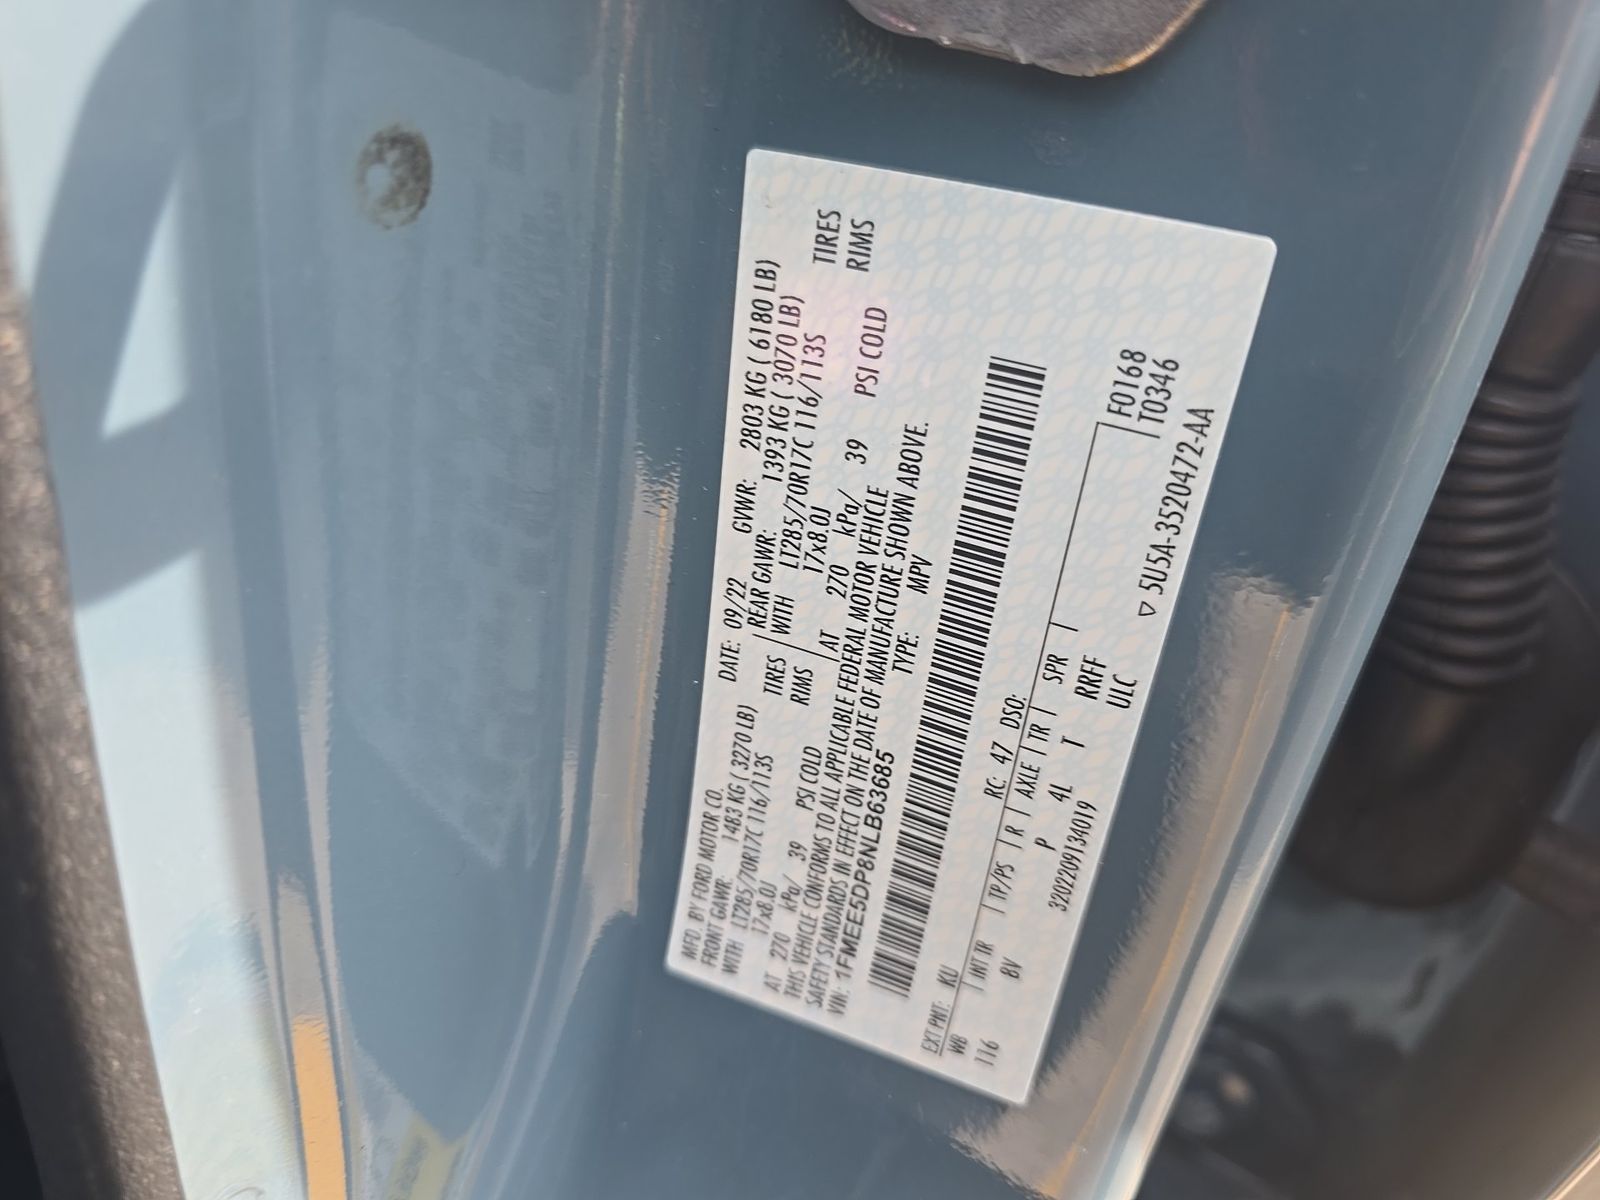 MFD. BY FORD MOTOR CO.
DATE: 09/22 GVWR: 2803 KG ( 6180 LB)
FRONT GAWR: 1483 KG ( 3270 LB) REAR GAWR: 1393 KG ( 3070 LB)
WITH LT285/70R17C 116/113S TIRES WITH LT285/70R17C 116/113S TIRES
17x8.0J RIMS 17x8.0J RIMS
AT 270 kPa/ 39 PSI COLD AT 270 kPa/ 39 PSI COLD
THIS VEHICLE CONFORMS TO ALL APPLICABLE FEDERAL MOTOR VEHICLE
SAFETY STANDARDS IN EFFECT ON THE DATE OF MANUFACTURE SHOWN ABOVE.
VIN: 1FMEE5DP8NLB63685 TYPE: MPV
EXT PNT: KU RC: 47 DSO: F0168
WB INT TR TP/PS R AXLE TR SPR T0346
116 BV P 4L T RRFF
3202209134019 ULC ▽ 5U5A-3520472-AA